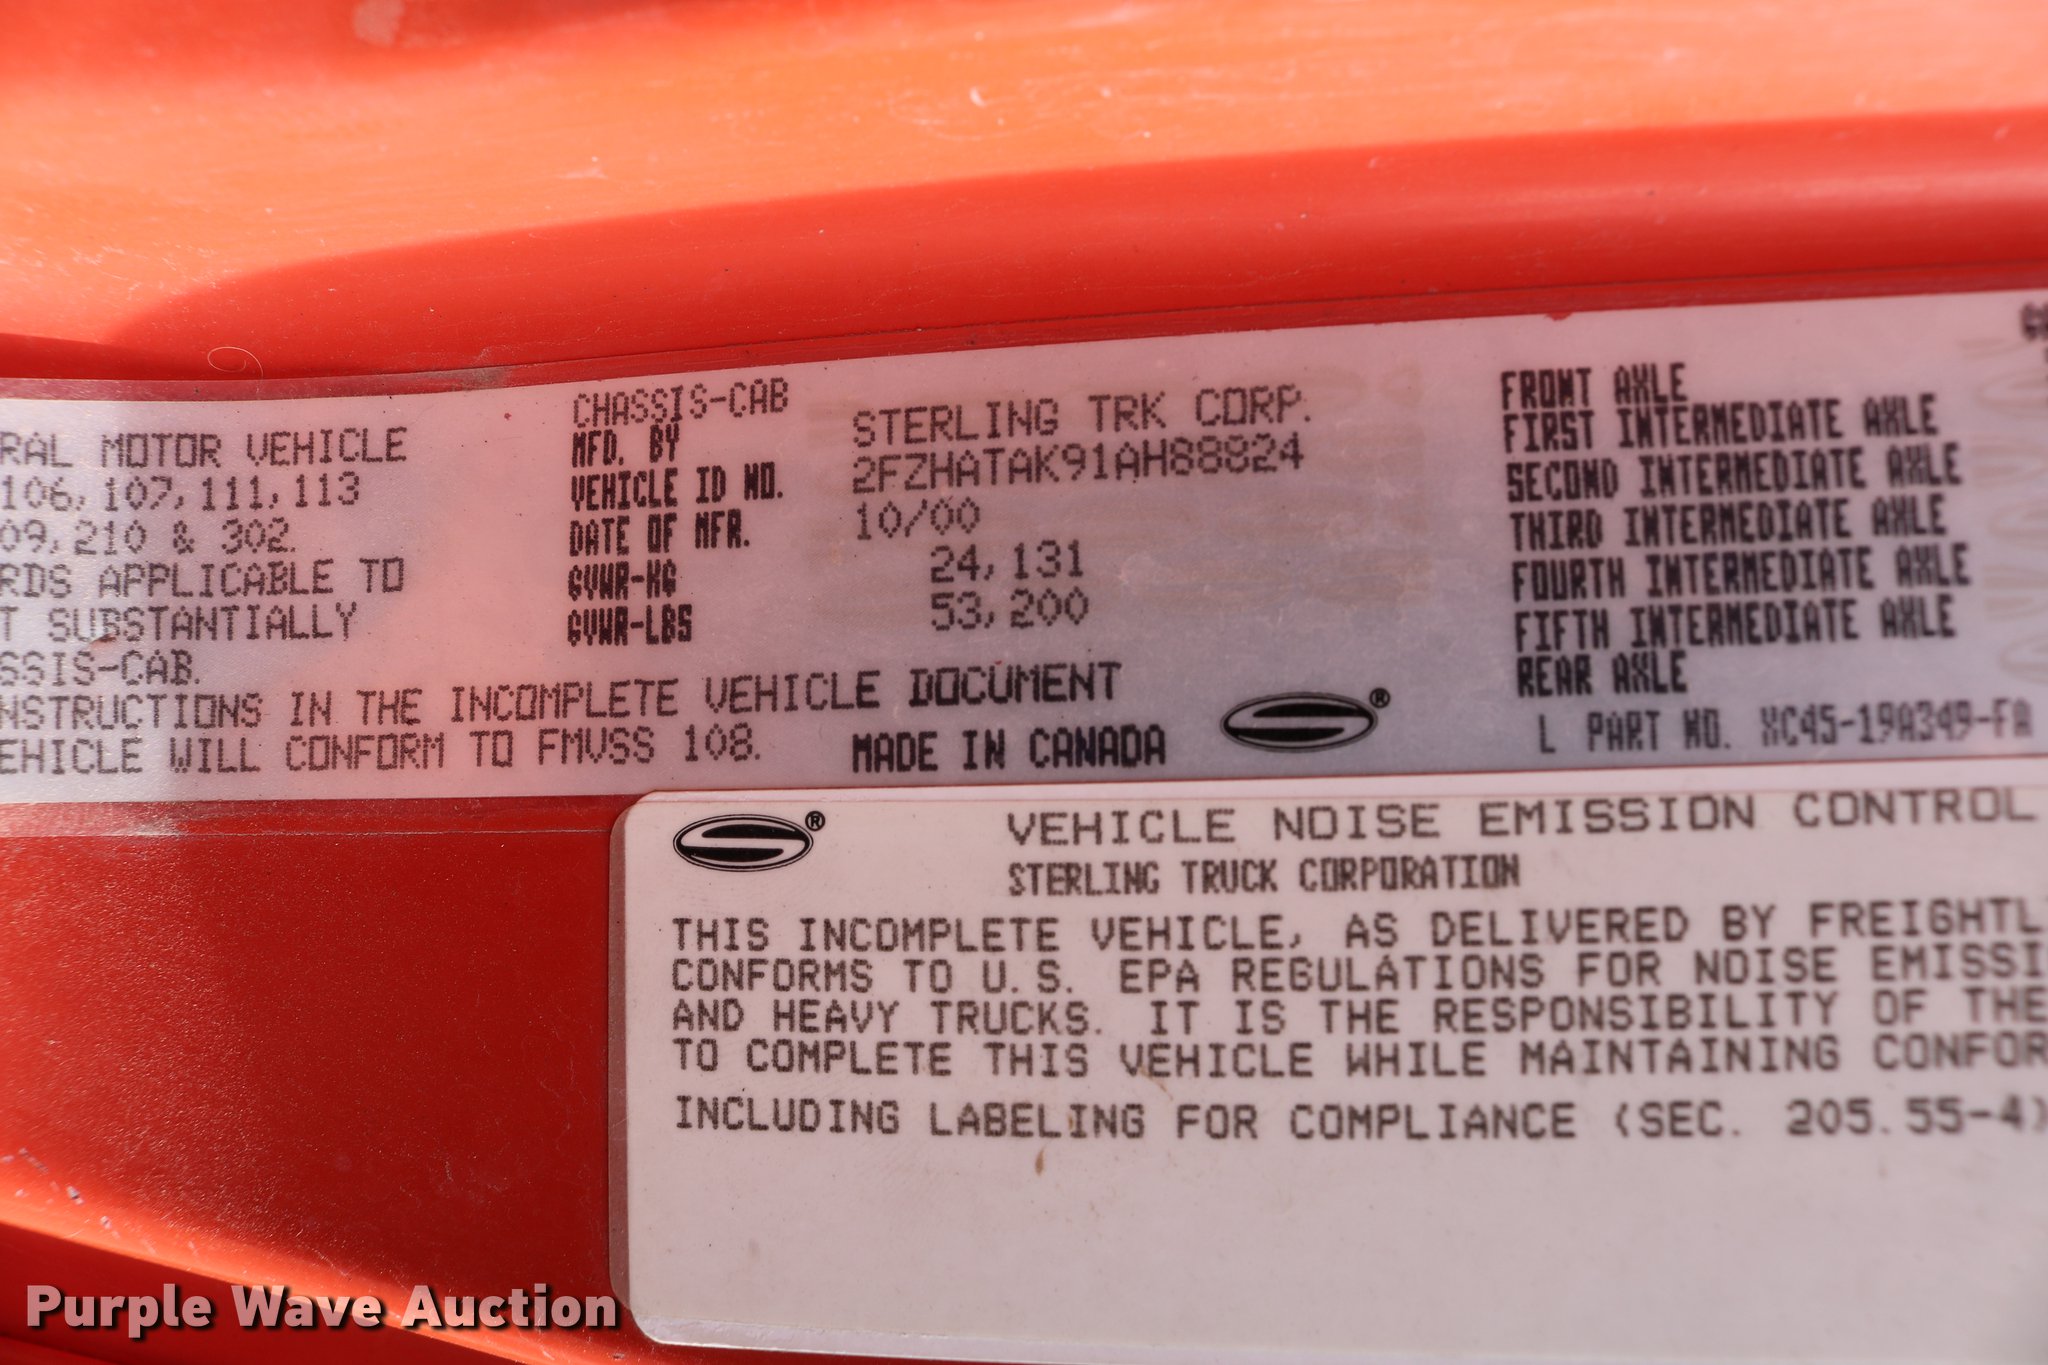 RAL MOTOR VEHICLE
106, 107, 111, 113
09, 210 & 302.
RDS APPLICABLE TO
T SUBSTANTIALLY
SSIS-CAB.
NSTRUCTIONS IN THE INCOMPLETE VEHICLE DOCUMENT
EHICLE WILL CONFORM TO FMVSS 108.
CHASSIS-CAB
MFD. BY STERLING TRK CORP.
VEHICLE ID NO. 2FZHATAK91AH88824
DATE OF MFR. 10/00
GVWR-KG 24,131
GVWR-LBS 53,200
MADE IN CANADA
®
FRONT AXLE
FIRST INTERMEDIATE AXLE
SECOND INTERMEDIATE AXLE
THIRD INTERMEDIATE AXLE
FOURTH INTERMEDIATE AXLE
FIFTH INTERMEDIATE AXLE
REAR AXLE
L PART NO. XC45-19A349-FA
®
VEHICLE NOISE EMISSION CONTROL
STERLING TRUCK CORPORATION
THIS INCOMPLETE VEHICLE, AS DELIVERED BY FREIGHTL
CONFORMS TO U.S. EPA REGULATIONS FOR NOISE EMISSI
AND HEAVY TRUCKS. IT IS THE RESPONSIBILITY OF THE
TO COMPLETE THIS VEHICLE WHILE MAINTAINING CONFOR
INCLUDING LABELING FOR COMPLIANCE (SEC. 205.55-4)
Purple Wave Auction